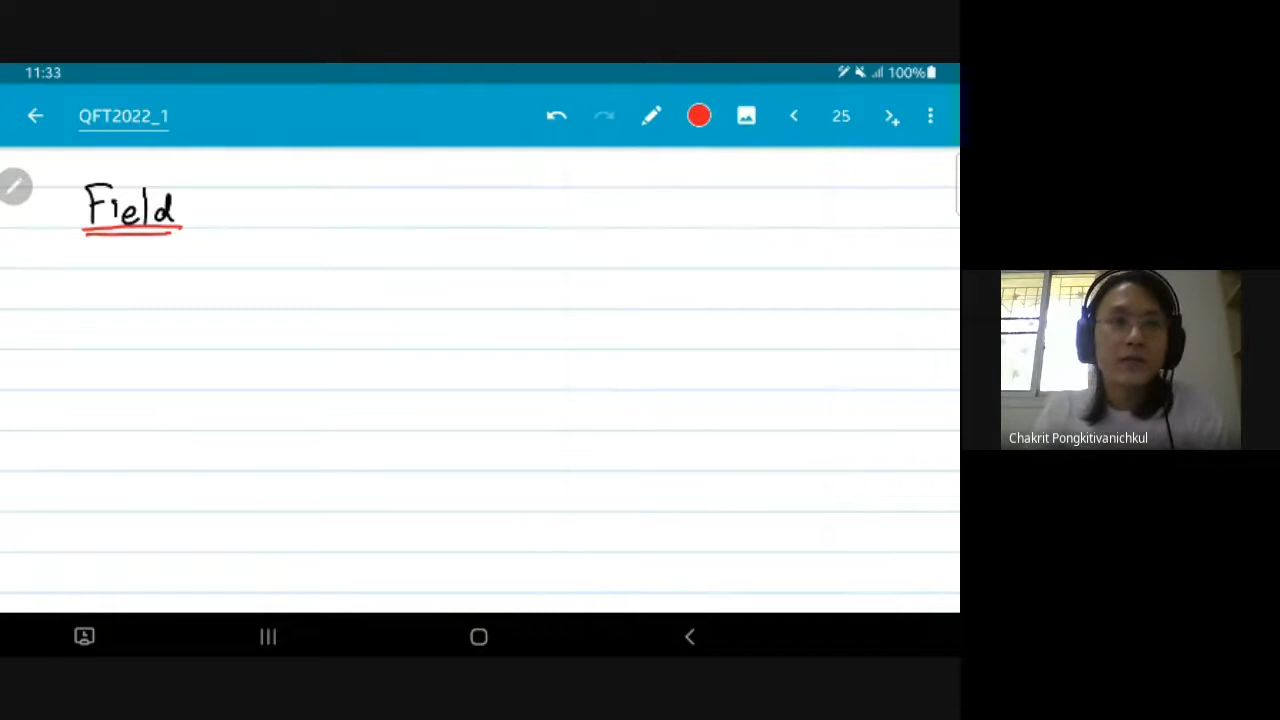 11:33
100%
QFT2022_1
25
Field
Chakrit Pongkitivanichkul